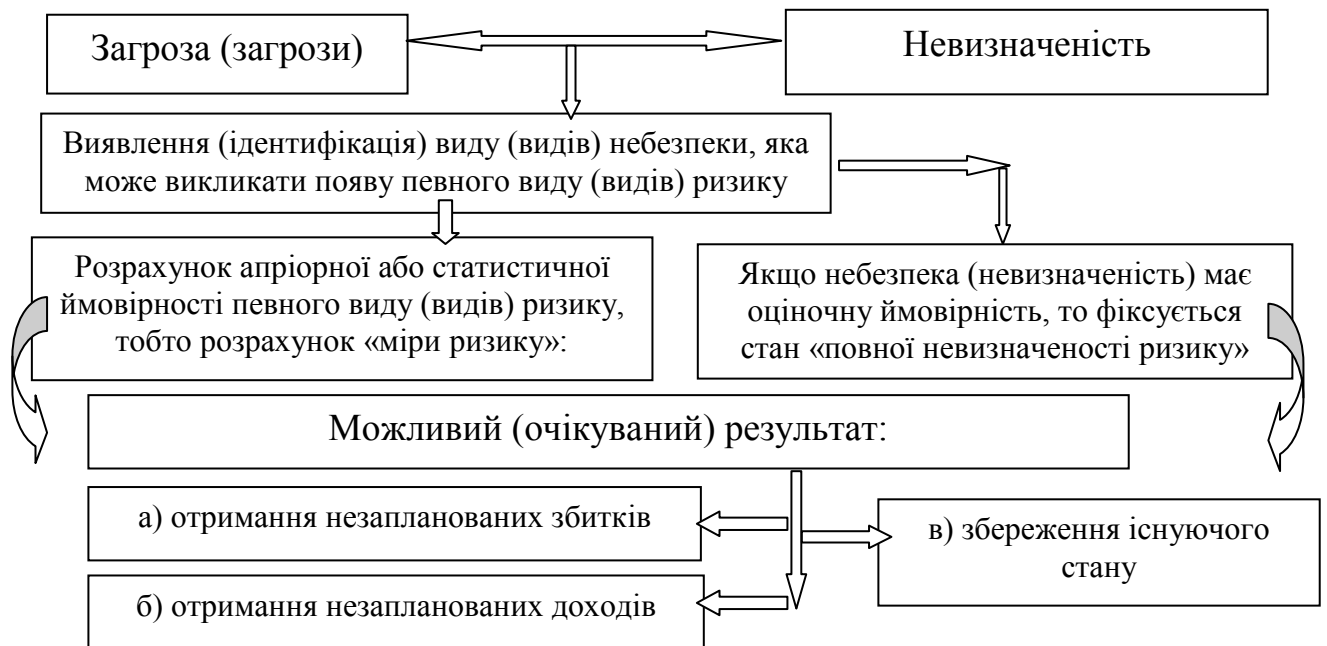 Загроза (загрози)
Невизначеність
Виявлення (ідентифікація) виду (видів) небезпеки, яка
може викликати появу певного виду (видів) ризику
Розрахунок апріорної або статистичної
ймовірності певного виду (видів) ризику,
тобто розрахунок «міри ризику»:
Якщо небезпека (невизначеність) має
оціночну ймовірність, то фіксується
стан «повної невизначеності ризику»
Можливий (очікуваний) результат:
а) отримання незапланованих збитків
в) збереження існуючого
стану
б) отримання незапланованих доходів